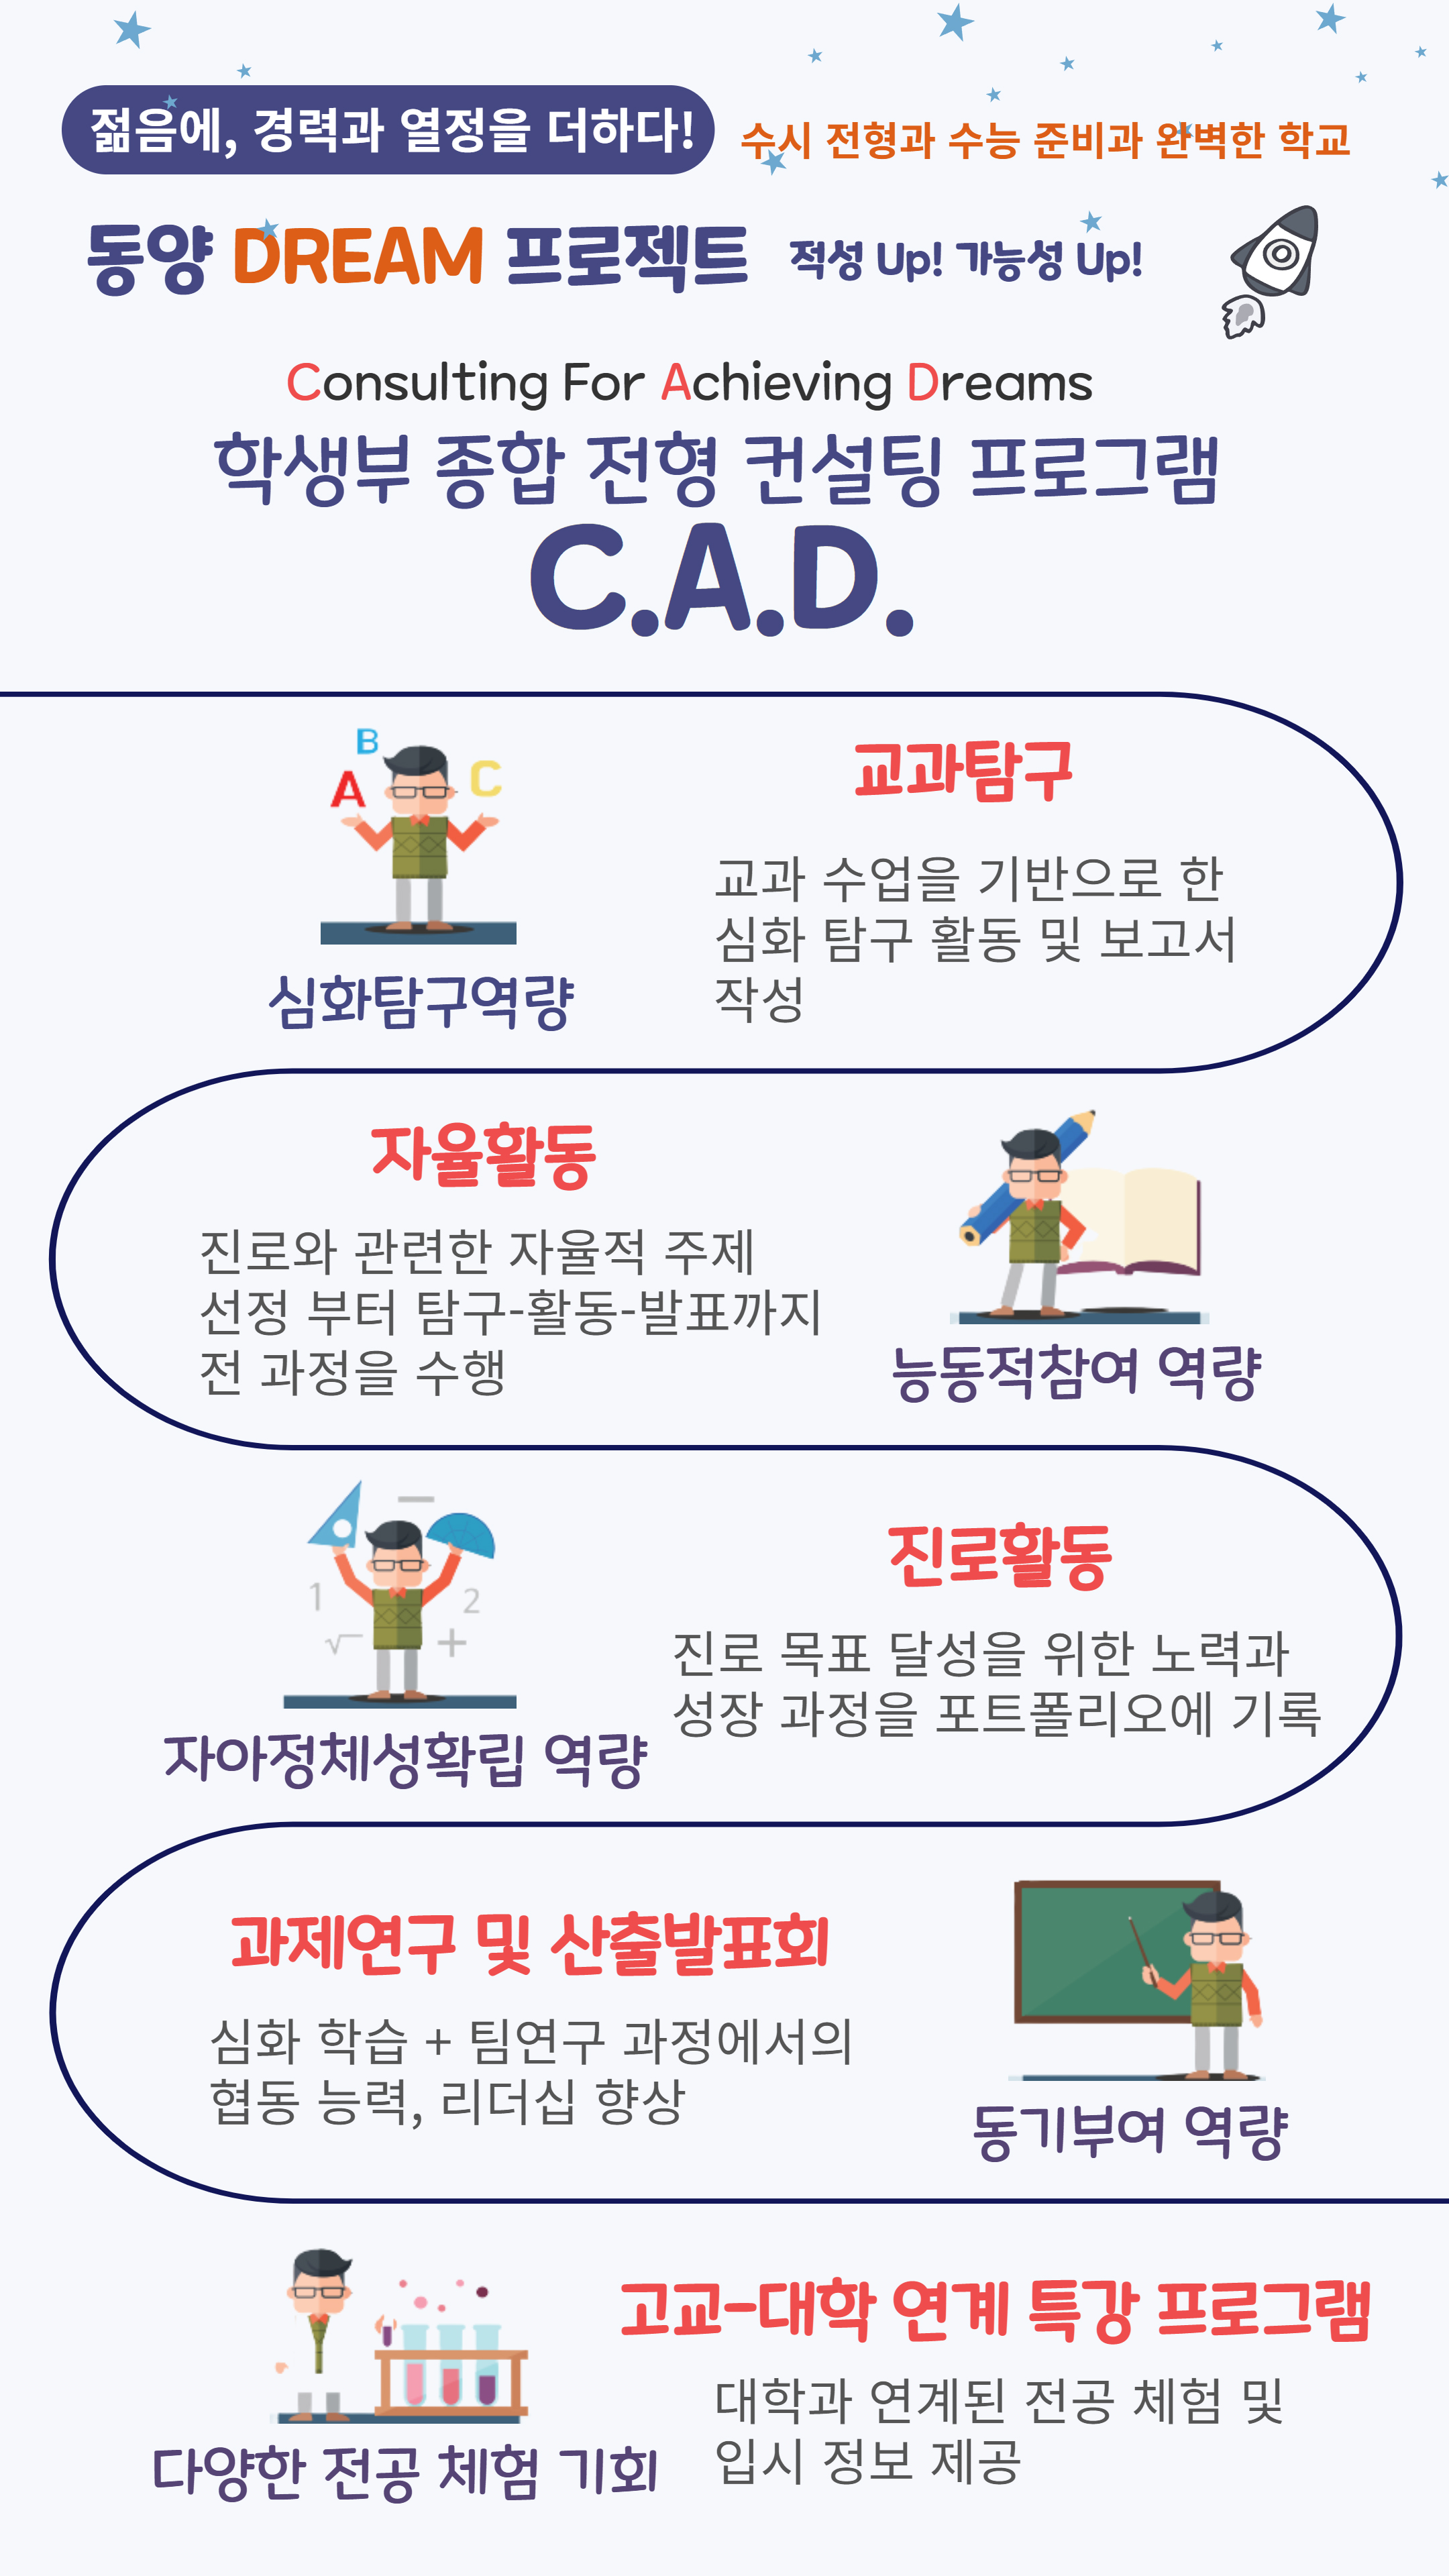 젊음에, 경력과 열정을 더하다!
수시 전형과 수능 준비과 완벽한 학교
동양 DREAM 프로젝트 적성 Up! 가능성 Up!
Consulting For Achieving Dreams
학생부 종합 전형 컨설팅 프로그램
C.A.D.
B
A
C
심화탐구역량
교과탐구
교과 수업을 기반으로 한
심화 탐구 활동 및 보고서
작성
자율활동
진로와 관련한 자율적 주제
선정 부터 탐구-활동-발표까지
전 과정을 수행
능동적참여 역량
1
2
√
+
자아정체성확립 역량
진로활동
진로 목표 달성을 위한 노력과
성장 과정을 포트폴리오에 기록
과제연구 및 산출발표회
심화 학습 + 팀연구 과정에서의
협동 능력, 리더십 향상
동기부여 역량
다양한 전공 체험 기회
고교-대학 연계 특강 프로그램
대학과 연계된 전공 체험 및
입시 정보 제공